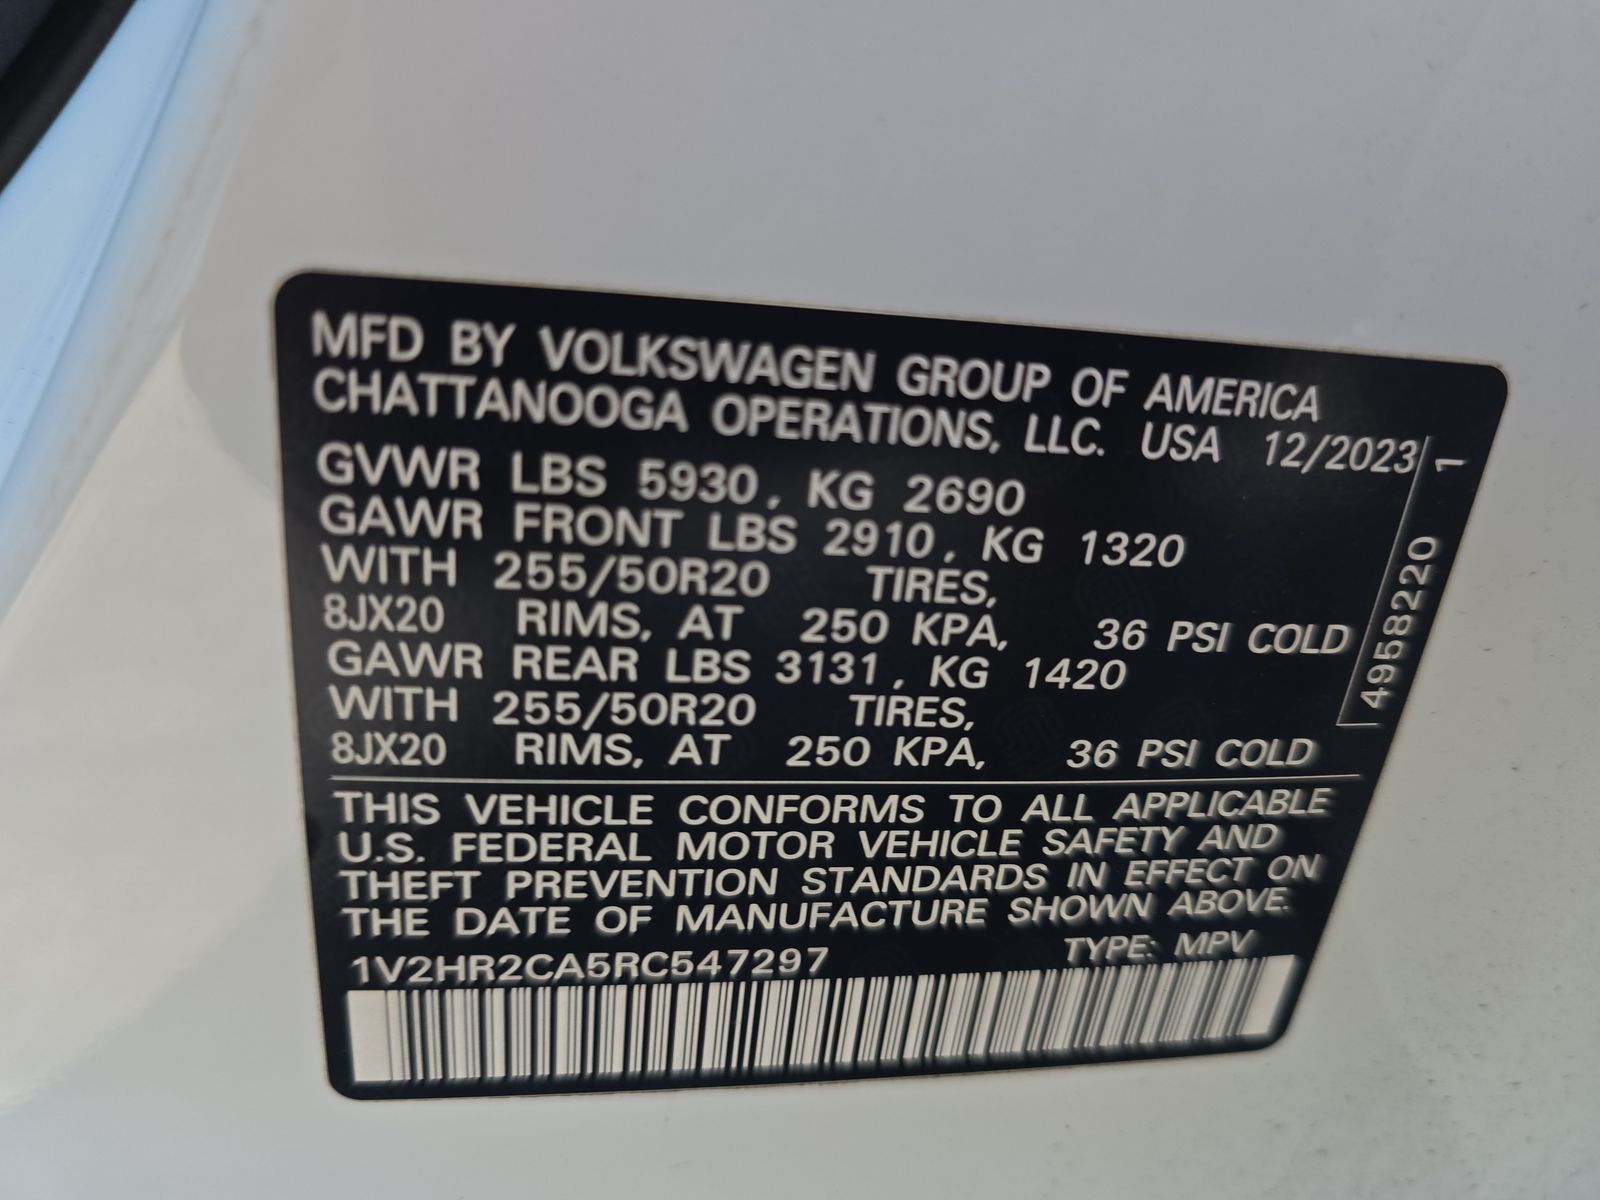 MFD BY VOLKSWAGEN GROUP OF AMERICA
CHATTANOOGA OPERATIONS, LLC. USA 12/2023
GVWR LBS 5930, KG 2690
GAWR FRONT LBS 2910, KG 1320
WITH 255/50R20 TIRES,
8JX20 RIMS, AT 250 KPA, 36 PSI COLD
GAWR REAR LBS 3131, KG 1420
WITH 255/50R20 TIRES,
8JX20 RIMS, AT 250 KPA, 36 PSI COLD
4958220 1
THIS VEHICLE CONFORMS TO ALL APPLICABLE
U.S. FEDERAL MOTOR VEHICLE SAFETY AND
THEFT PREVENTION STANDARDS IN EFFECT ON
THE DATE OF MANUFACTURE SHOWN ABOVE.
1V2HR2CA5RC547297 TYPE: MPV